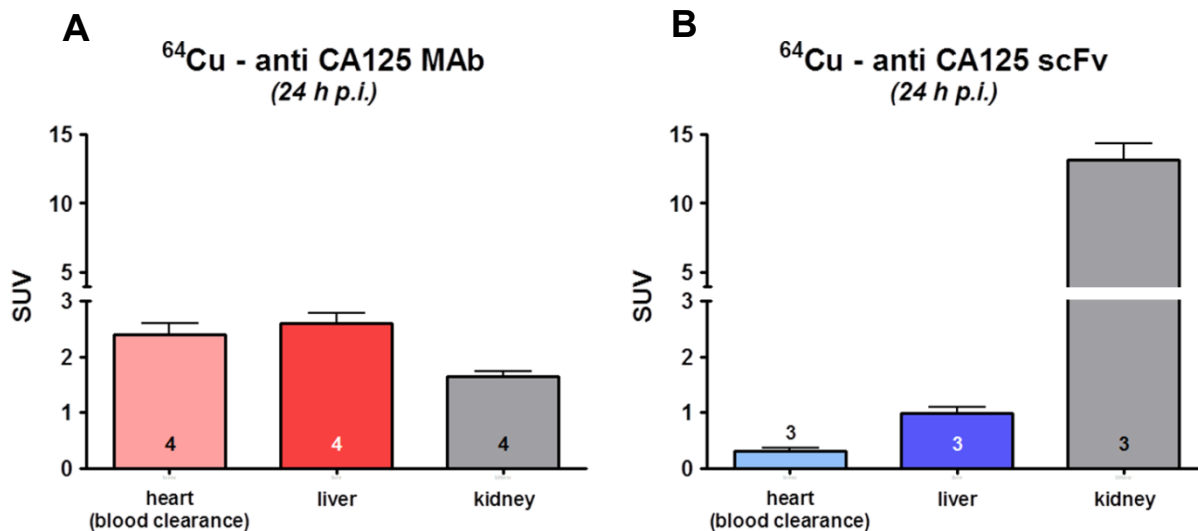 A
⁶⁴Cu - anti CA125 MAb
(24 h p.i.)
SUV
15
10
5
3
2
1
0
4
4
4
heart
(blood clearance)
liver
kidney
B
⁶⁴Cu - anti CA125 scFv
(24 h p.i.)
SUV
15
10
5
3
2
1
0
3
3
3
heart
(blood clearance)
liver
kidney